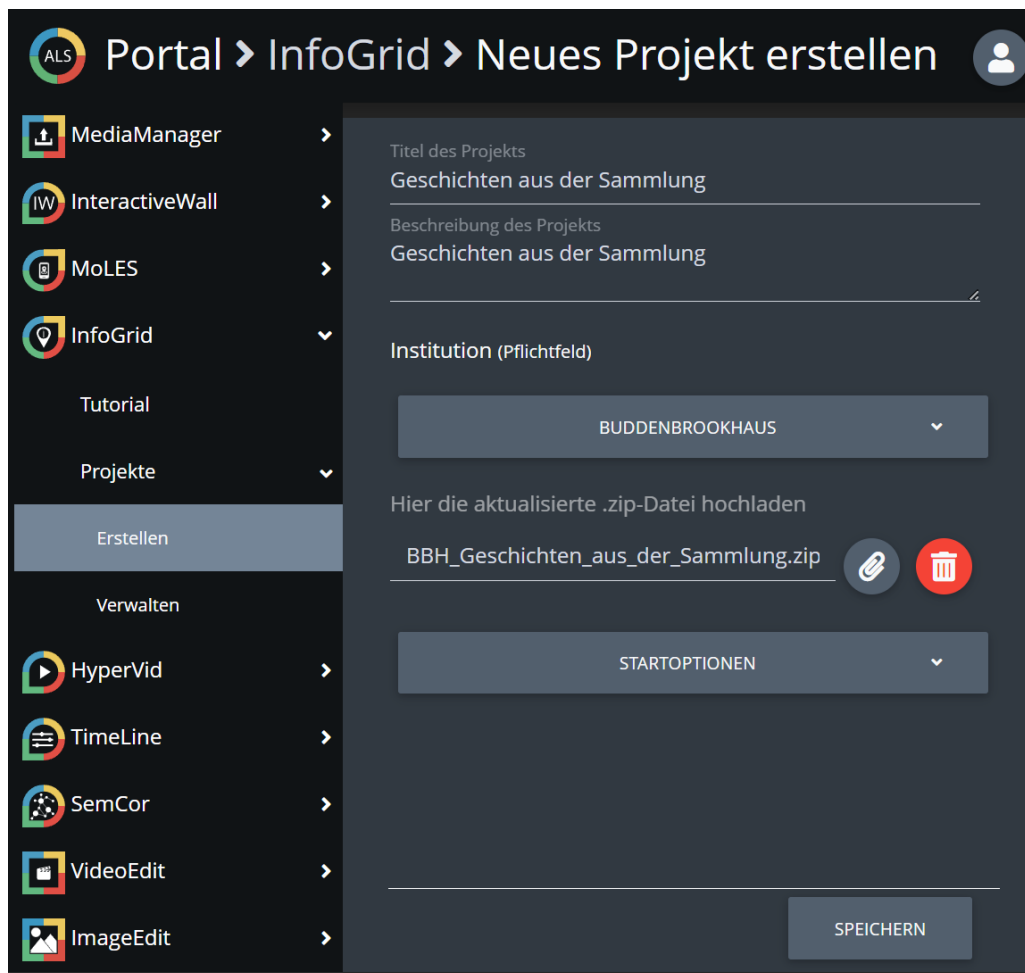 ALS Portal > InfoGrid > Neues Projekt erstellen
MediaManager
IW InteractiveWall
MoLES
InfoGrid
Tutorial
Projekte
Erstellen
Verwalten
HyperVid
TimeLine
SemCor
VideoEdit
ImageEdit
Titel des Projekts
Geschichten aus der Sammlung
Beschreibung des Projekts
Geschichten aus der Sammlung
Institution (Pflichtfeld)
BUDDENBROOKHAUS
Hier die aktualisierte .zip-Datei hochladen
BBH_Geschichten_aus_der_Sammlung.zip
STARTOPTIONEN
SPEICHERN